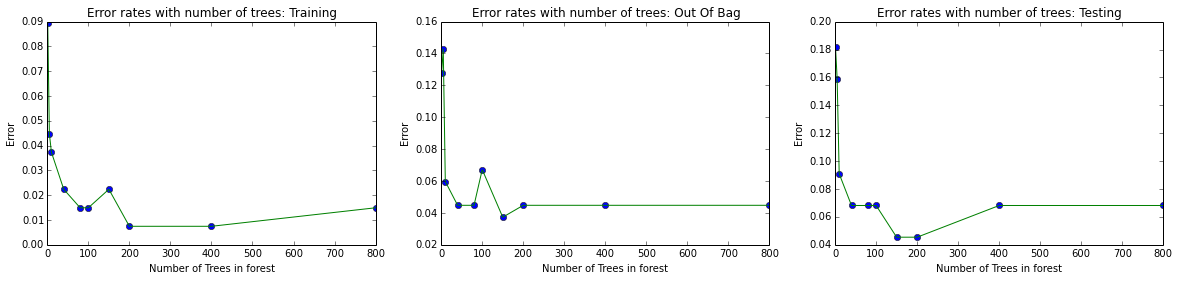 Error rates with number of trees: Training
0.09
0.08
0.07
0.06
0.05
0.04
0.03
0.02
0.01
0.00
Error
0 100 200 300 400 500 600 700 800
Number of Trees in forest
Error rates with number of trees: Out Of Bag
0.16
0.14
0.12
0.10
0.08
0.06
0.04
0.02
Error
0 100 200 300 400 500 600 700 800
Number of Trees in forest
Error rates with number of trees: Testing
0.20
0.18
0.16
0.14
0.12
0.10
0.08
0.06
0.04
Error
0 100 200 300 400 500 600 700 800
Number of Trees in forest